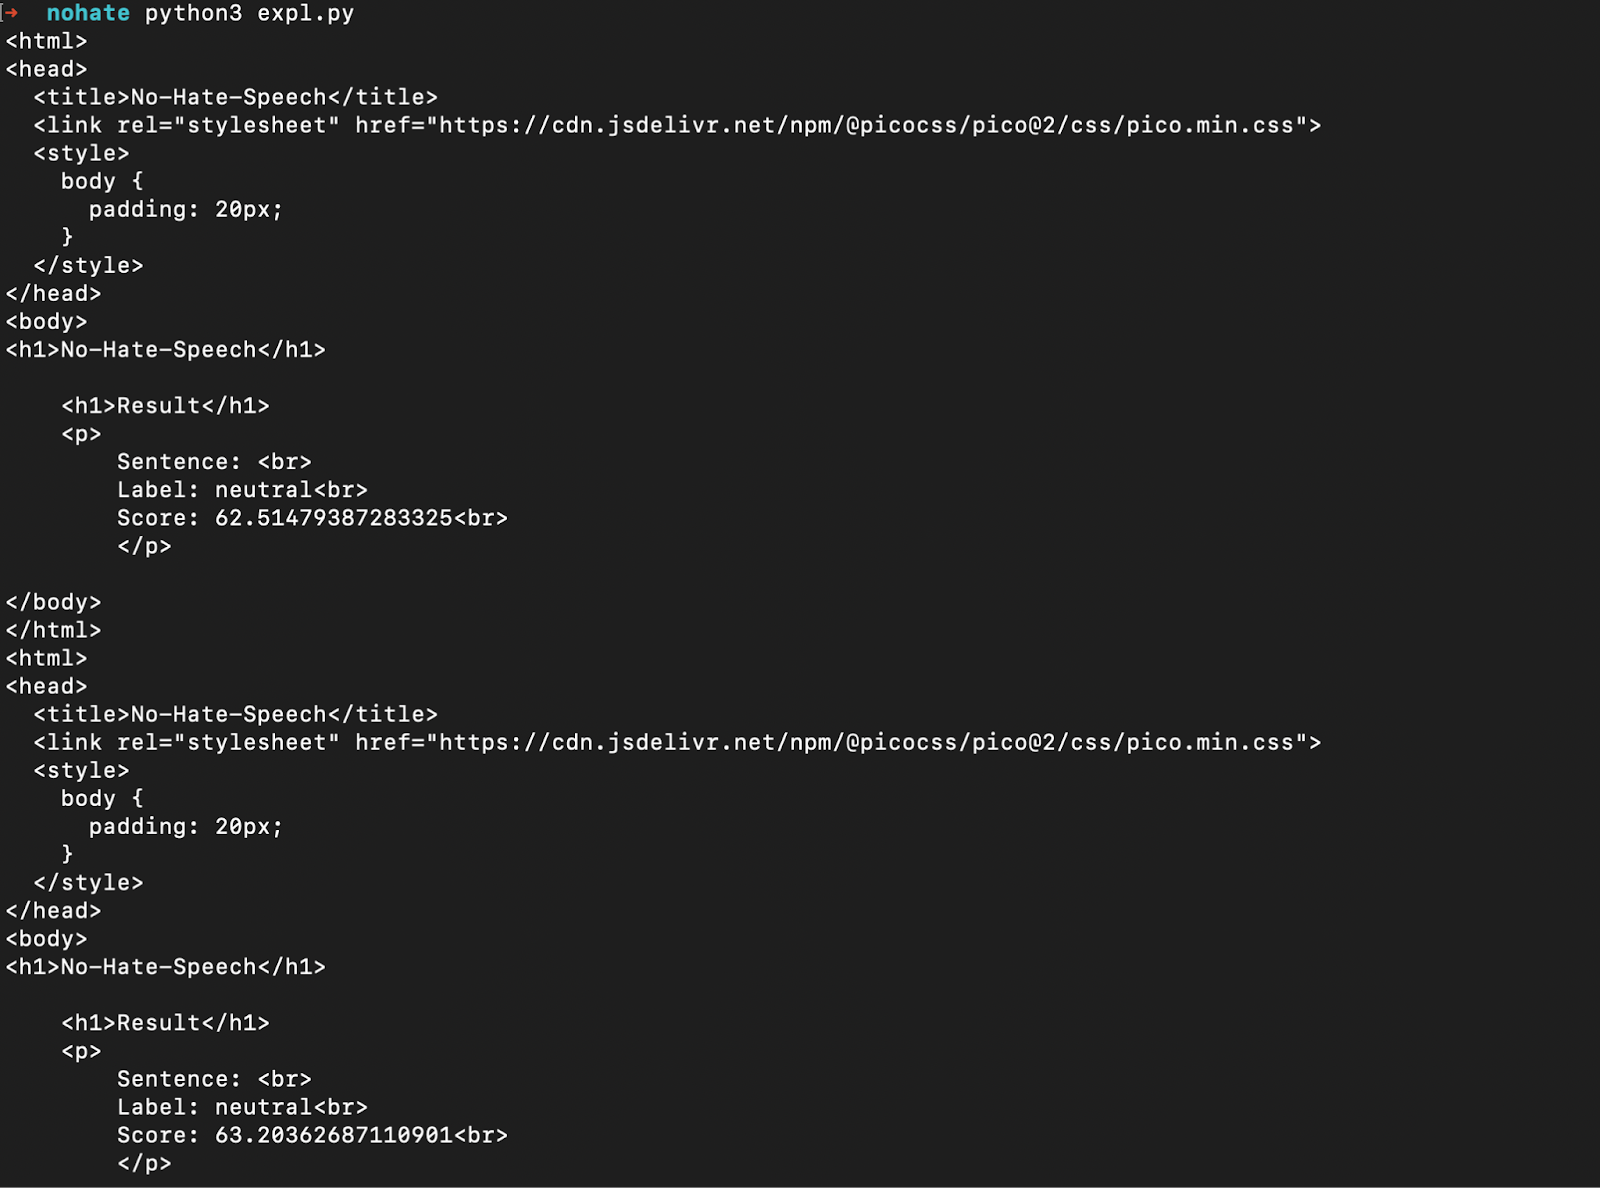 → nohate python3 expl.py
<html>
<head>
  <title>No-Hate-Speech</title>
  <link rel="stylesheet" href="https://cdn.jsdelivr.net/npm/@picocss/pico@2/css/pico.min.css">
  <style>
    body {
      padding: 20px;
    }
  </style>
</head>
<body>
<h1>No-Hate-Speech</h1>

    <h1>Result</h1>
    <p>
        Sentence: <br>
        Label: neutral<br>
        Score: 62.51479387283325<br>
        </p>

</body>
</html>
<html>
<head>
  <title>No-Hate-Speech</title>
  <link rel="stylesheet" href="https://cdn.jsdelivr.net/npm/@picocss/pico@2/css/pico.min.css">
  <style>
    body {
      padding: 20px;
    }
  </style>
</head>
<body>
<h1>No-Hate-Speech</h1>

    <h1>Result</h1>
    <p>
        Sentence: <br>
        Label: neutral<br>
        Score: 63.20362687110901<br>
        </p>